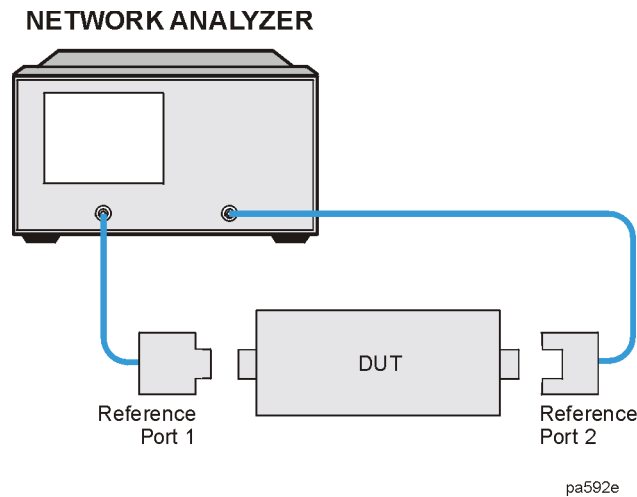 NETWORK ANALYZER
DUT
Reference
Port 1
Reference
Port 2
pa592e